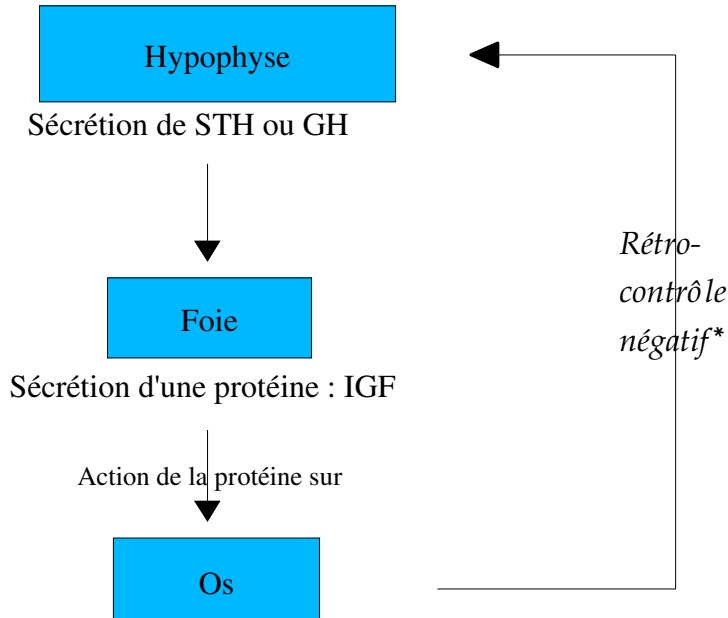 Hypophyse
Sécrétion de STH ou GH
Rétro-
contrôle
négatif*
Foie
Sécrétion d'une protéine : IGF
Action de la protéine sur
Os